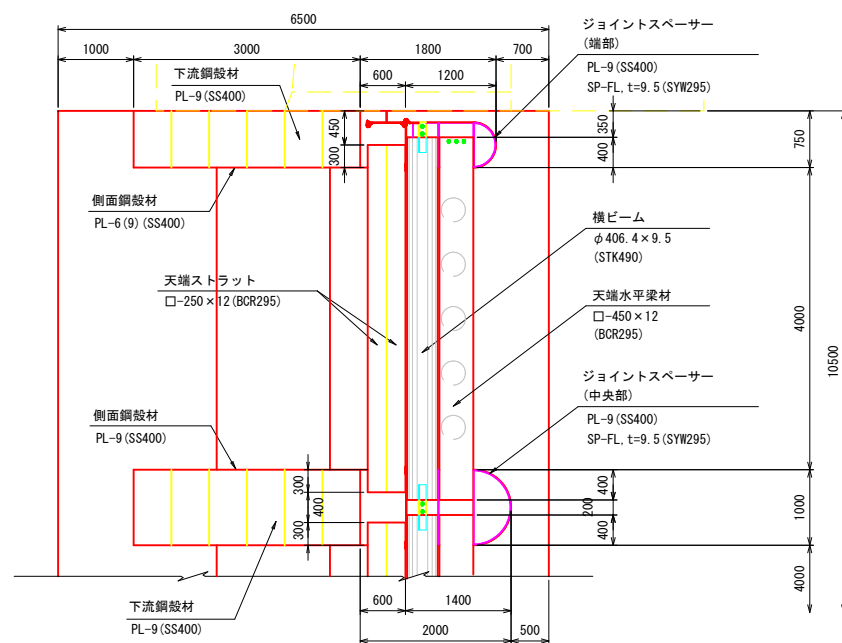 6500
1000
3000
1800
700
600
1200
ジョイントスペーサー
(端部)
PL-9(SS400)
SP-FL, t=9.5(SYW295)
下流鋼殻材
PL-9(SS400)
450
300
350
400
750
側面鋼殻材
PL-6(9)(SS400)
横ビーム
φ406.4×9.5
(STK490)
天端ストラット
□-250×12(BCR295)
天端水平梁材
□-450×12
(BCR295)
4000
10500
ジョイントスペーサー
(中央部)
PL-9(SS400)
SP-FL, t=9.5(SYW295)
側面鋼殻材
PL-9(SS400)
300
400
300
400
200
400
1000
4000
下流鋼殻材
PL-9(SS400)
600
1400
2000
500